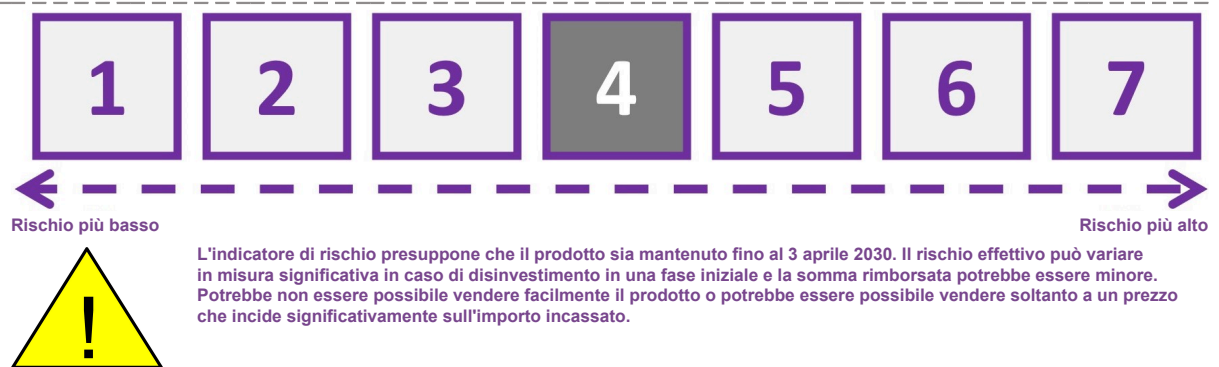 1 2 3 4 5 6 7
Rischio più basso Rischio più alto
L'indicatore di rischio presuppone che il prodotto sia mantenuto fino al 3 aprile 2030. Il rischio effettivo può variare
in misura significativa in caso di disinvestimento in una fase iniziale e la somma rimborsata potrebbe essere minore.
Potrebbe non essere possibile vendere facilmente il prodotto o potrebbe essere possibile vendere soltanto a un prezzo
che incide significativamente sull'importo incassato.
!